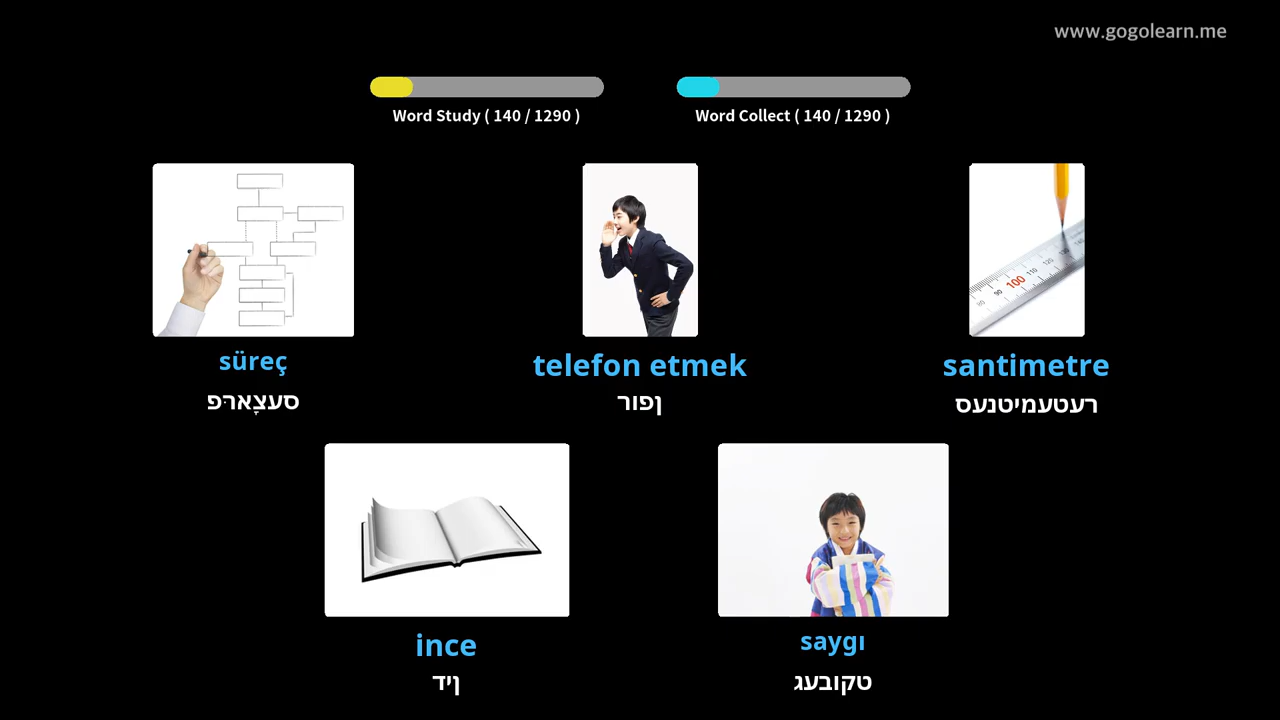 www.gogolearn.me
Word Study ( 140 / 1290 )
Word Collect ( 140 / 1290 )
süreç
סעצָארּפ
telefon etmek
ןפור
santimetre
רעטעמיטנעס
ince
ןיד
saygı
טקובעג